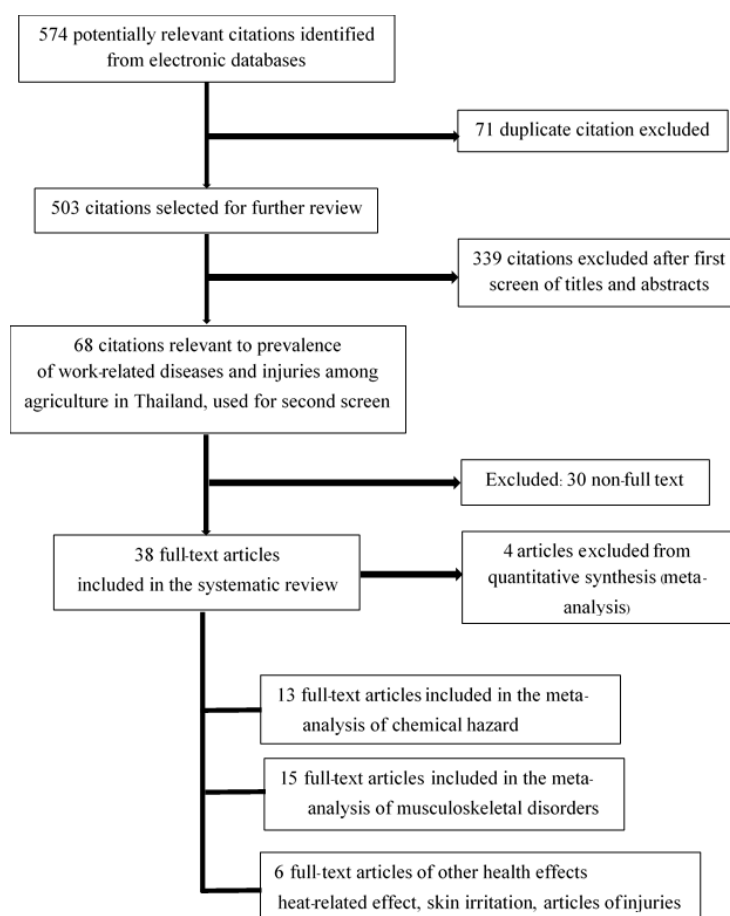 574 potentially relevant citations identified
from electronic databases
71 duplicate citation excluded
503 citations selected for further review
339 citations excluded after first
screen of titles and abstracts
68 citations relevant to prevalence
of work-related diseases and injuries among
agriculture in Thailand, used for second screen
Excluded: 30 non-full text
38 full-text articles
included in the systematic review
4 articles excluded from
quantitative synthesis (meta-
analysis)
13 full-text articles included in the meta-
analysis of chemical hazard
15 full-text articles included in the meta-
analysis of musculoskeletal disorders
6 full-text articles of other health effects
heat-related effect, skin irritation, articles of injuries